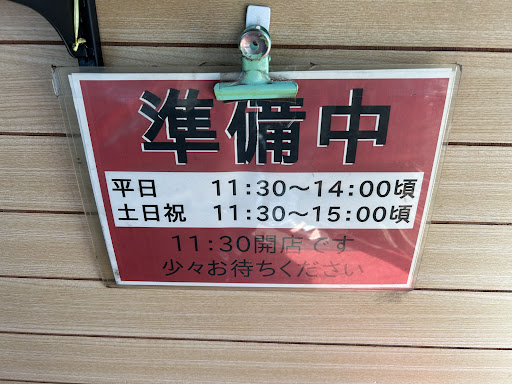 準備中
平日 11:30～14:00頃
土日祝 11:30～15:00頃
11:30開店です
少々お待ちください